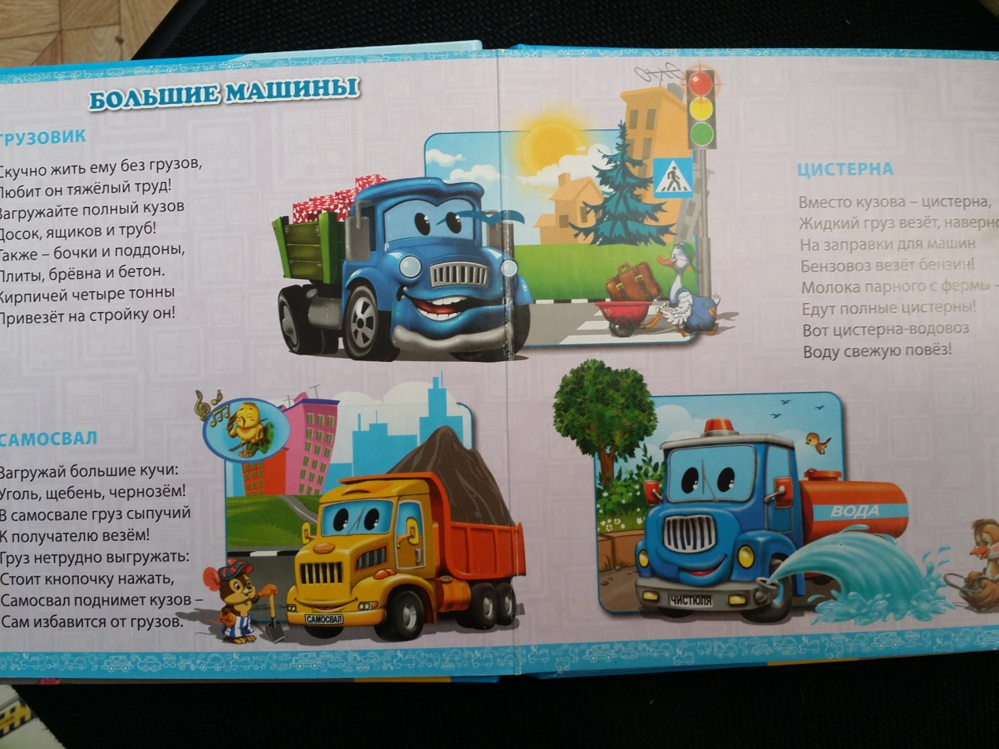 БОЛЬШИЕ МАШИНЫ
ГРУЗОВИК
Скучно жить ему без грузов,
Любит он тяжёлый труд!
Загружайте полный кузов
Досок, ящиков и труб!
Также – бочки и поддоны,
Плиты, брёвна и бетон.
Кирпичей четыре тонны
Привезёт на стройку он!
САМОСВАЛ
Загружай большие кучи:
Уголь, щебень, чернозём!
В самосвале груз сыпучий
К получателю везём!
Груз нетрудно выгружать:
Стоит кнопочку нажать,
Самосвал поднимет кузов –
Сам избавится от грузов.
САМОСВАЛ
ЦИСТЕРНА
Вместо кузова – цистерна,
Жидкий груз везёт, наверно
На заправки для машин
Бензовоз везёт бензин!
Молока парного с фермы –
Едут полные цистерны!
Вот цистерна-водовоз
Воду свежую повёз!
ВОДА
ЧИСТЮЛЯ